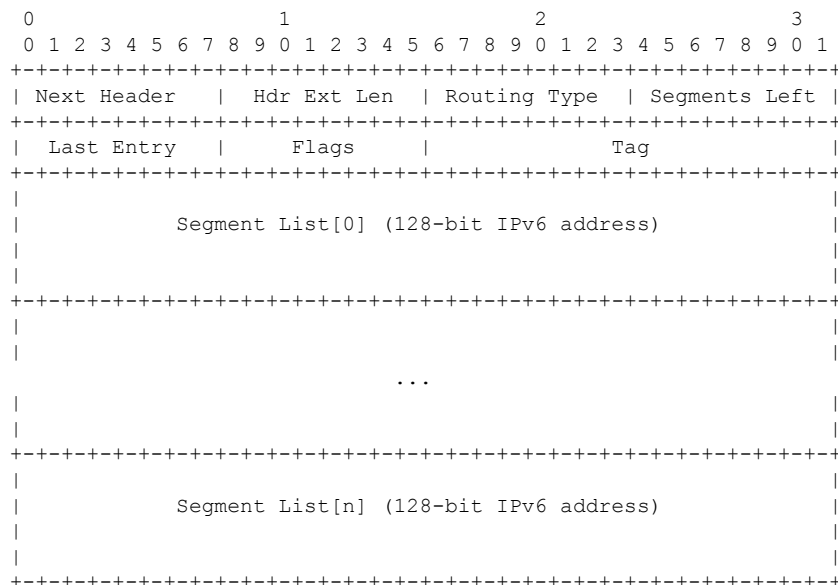 0                   1                   2                   3
 0 1 2 3 4 5 6 7 8 9 0 1 2 3 4 5 6 7 8 9 0 1 2 3 4 5 6 7 8 9 0 1
+-+-+-+-+-+-+-+-+-+-+-+-+-+-+-+-+-+-+-+-+-+-+-+-+-+-+-+-+-+-+-+-+
| Next Header   |  Hdr Ext Len  | Routing Type  | Segments Left |
+-+-+-+-+-+-+-+-+-+-+-+-+-+-+-+-+-+-+-+-+-+-+-+-+-+-+-+-+-+-+-+-+
|  Last Entry   |     Flags     |              Tag              |
+-+-+-+-+-+-+-+-+-+-+-+-+-+-+-+-+-+-+-+-+-+-+-+-+-+-+-+-+-+-+-+-+
|                                                               |
|            Segment List[0] (128-bit IPv6 address)             |
|                                                               |
|                                                               |
+-+-+-+-+-+-+-+-+-+-+-+-+-+-+-+-+-+-+-+-+-+-+-+-+-+-+-+-+-+-+-+-+
|                                                               |
|                                                               |
                              ...
|                                                               |
|                                                               |
+-+-+-+-+-+-+-+-+-+-+-+-+-+-+-+-+-+-+-+-+-+-+-+-+-+-+-+-+-+-+-+-+
|                                                               |
|            Segment List[n] (128-bit IPv6 address)             |
|                                                               |
|                                                               |
+-+-+-+-+-+-+-+-+-+-+-+-+-+-+-+-+-+-+-+-+-+-+-+-+-+-+-+-+-+-+-+-+